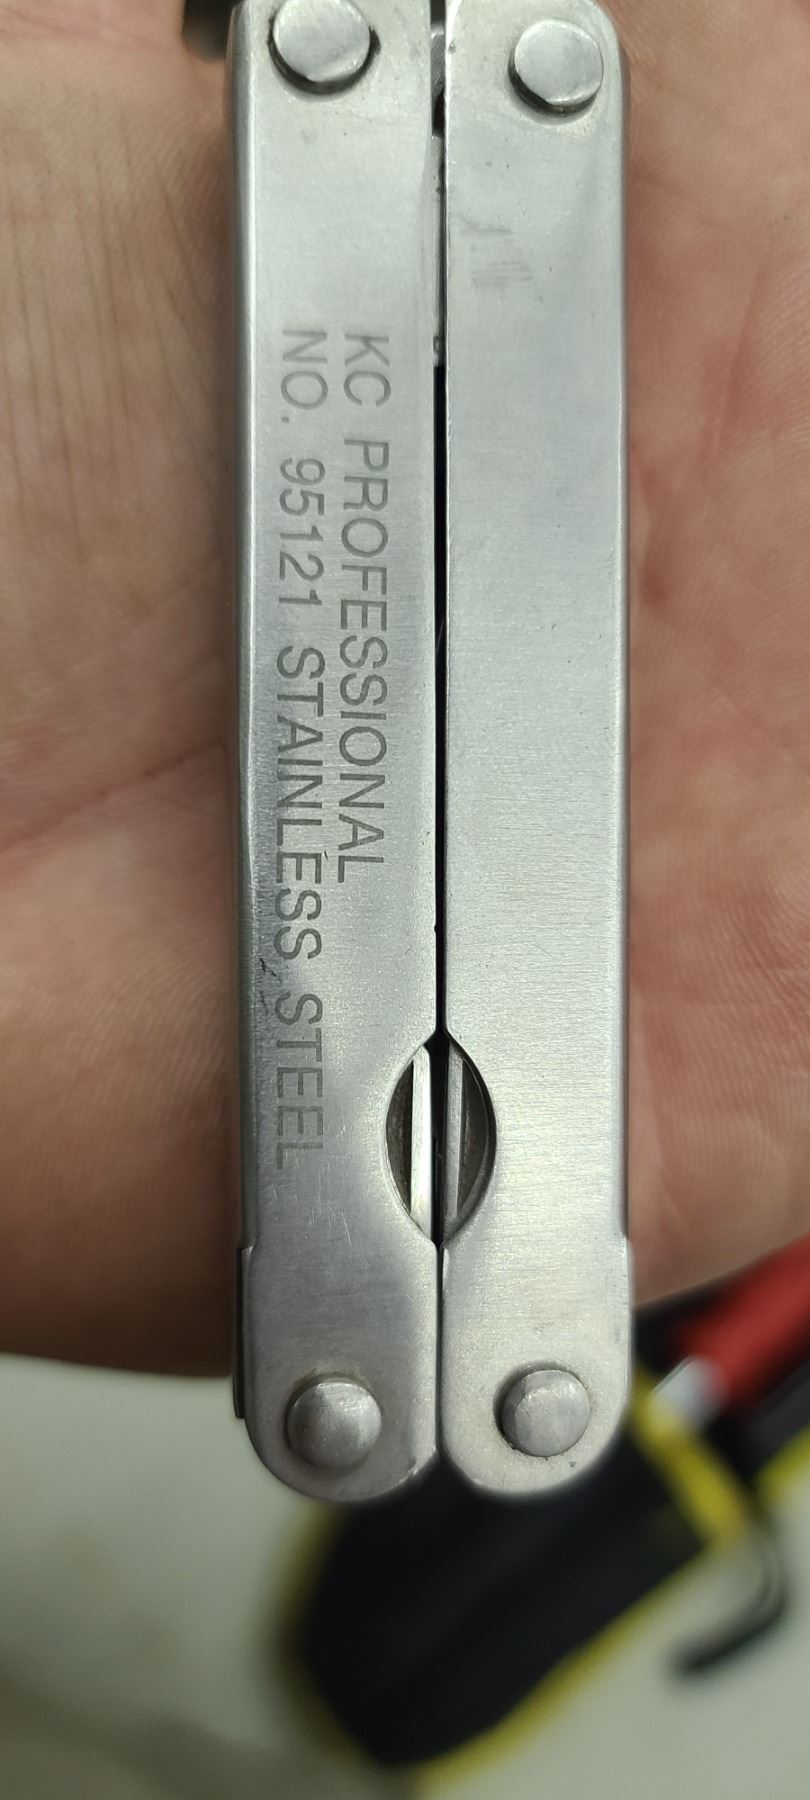 KC PROFESSIONAL
NO. 95121 STAINLESS STEEL